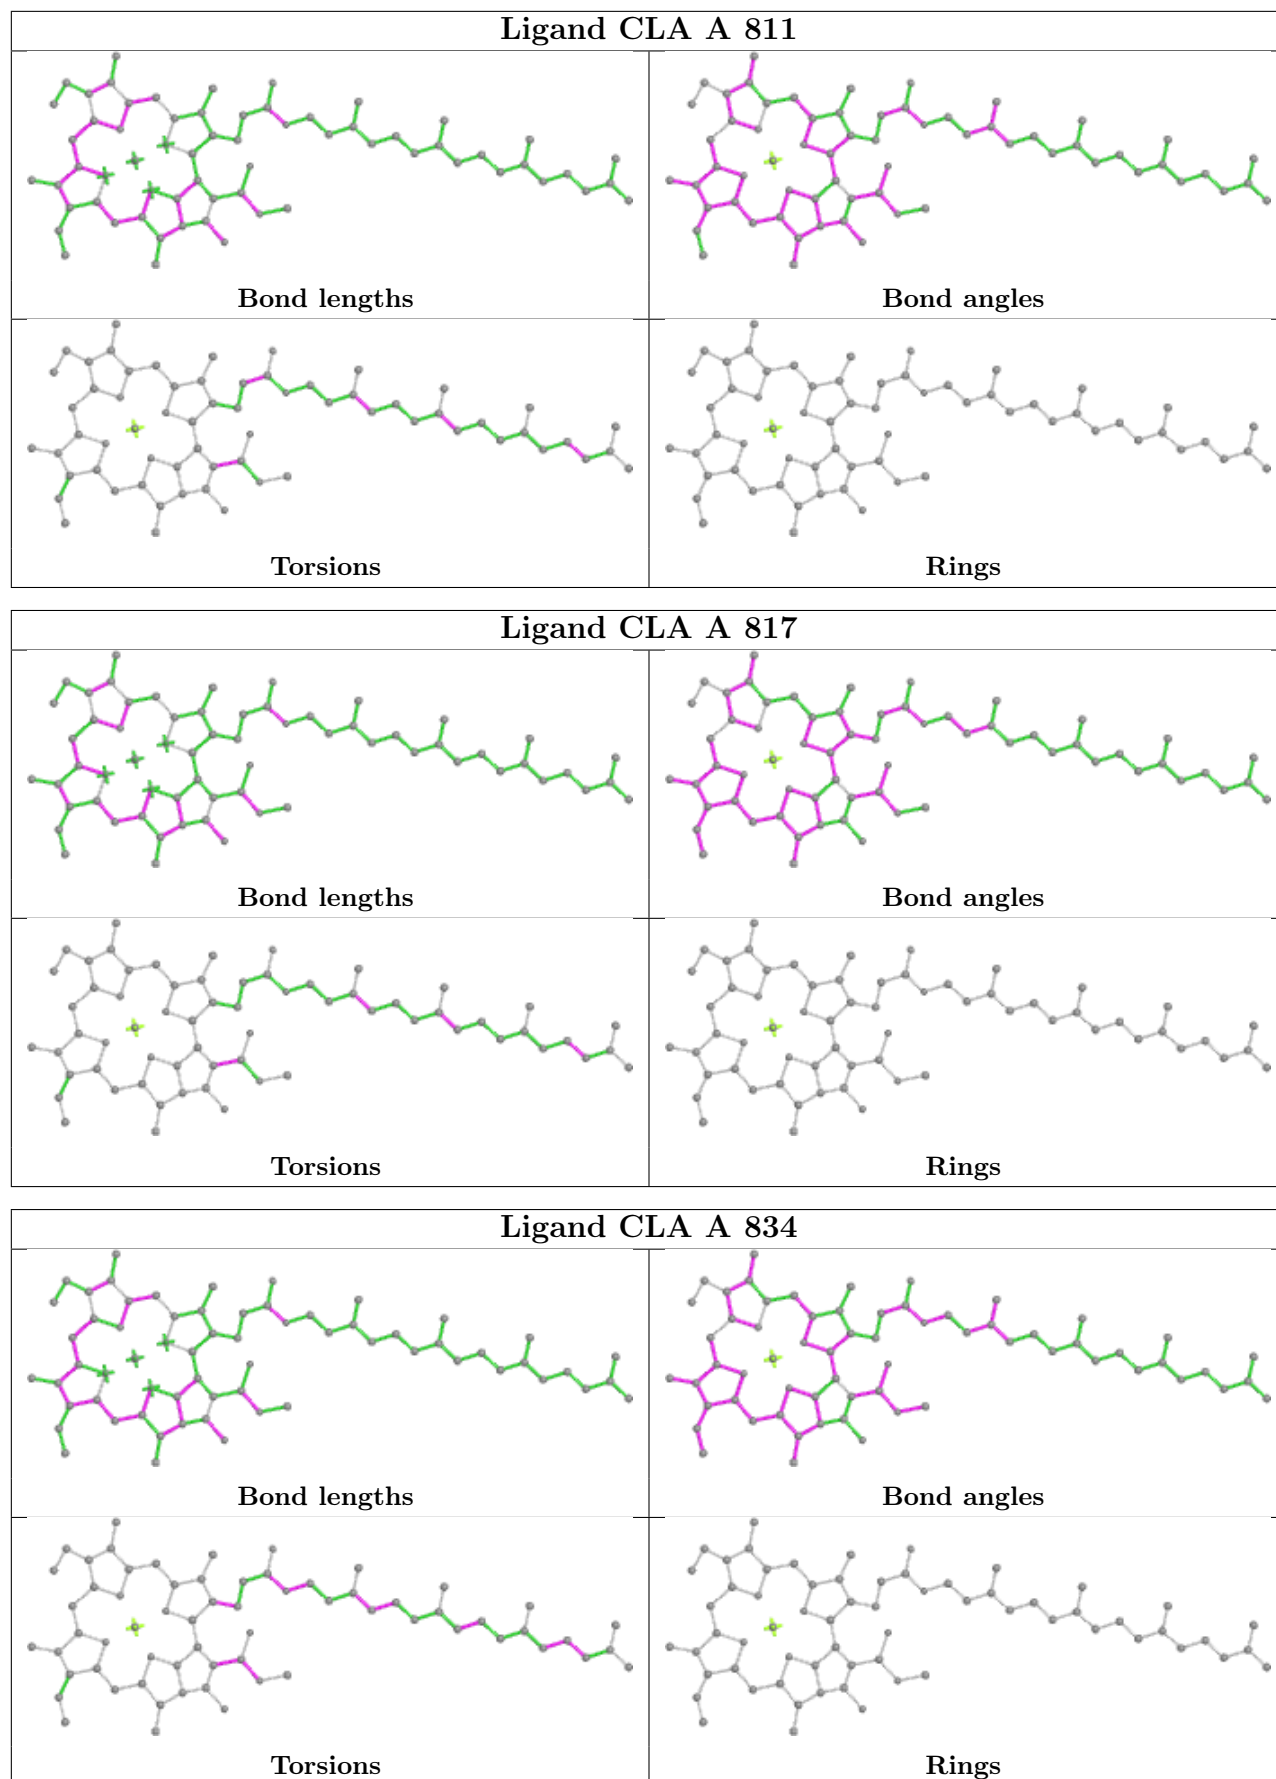 Ligand CLA A 811
Bond lengths
Bond angles
Torsions
Rings
Ligand CLA A 817
Bond lengths
Bond angles
Torsions
Rings
Ligand CLA A 834
Bond lengths
Bond angles
Torsions
Rings